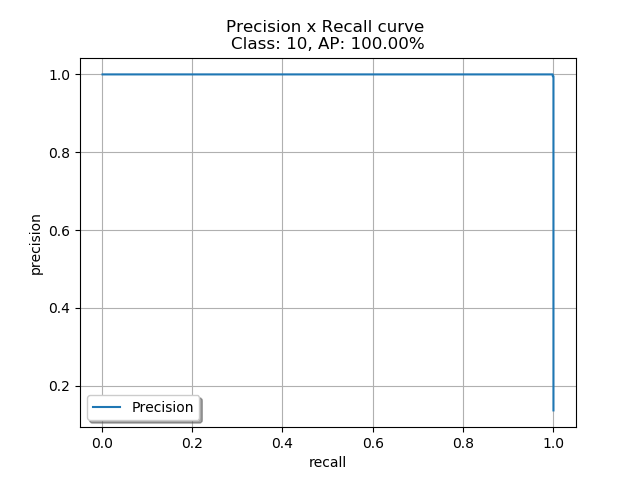 Precision x Recall curve
Class: 10, AP: 100.00%
1.0
0.8
0.6
0.4
0.2
precision
Precision
0.0 0.2 0.4 0.6 0.8 1.0
recall